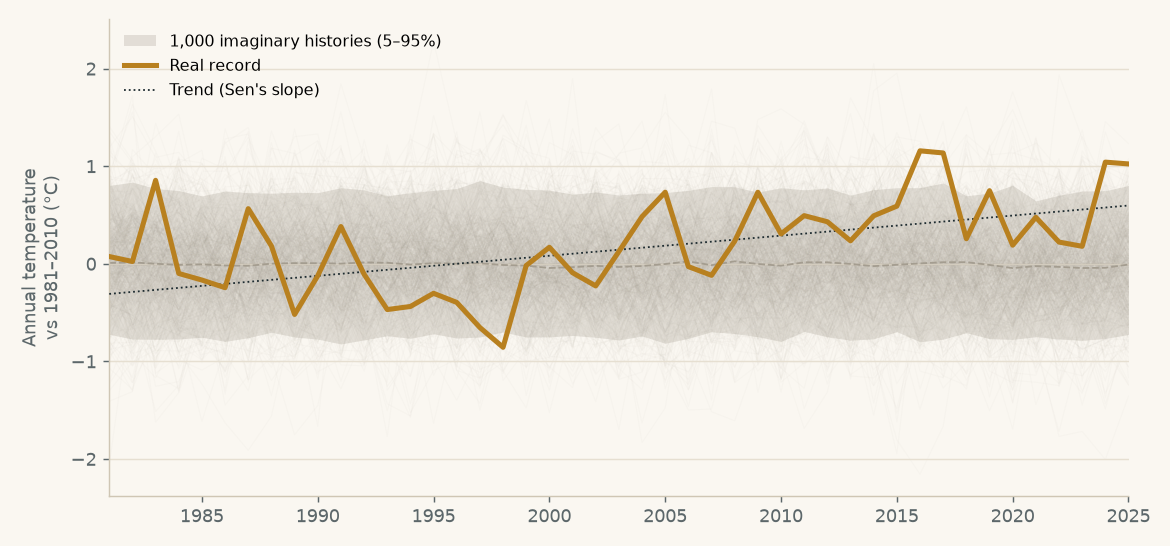 1,000 imaginary histories (5–95%)
Real record
Trend (Sen's slope)
Annual temperature
vs 1981–2010 (°C)
2
1
0
−1
−2
1985 1990 1995 2000 2005 2010 2015 2020 2025